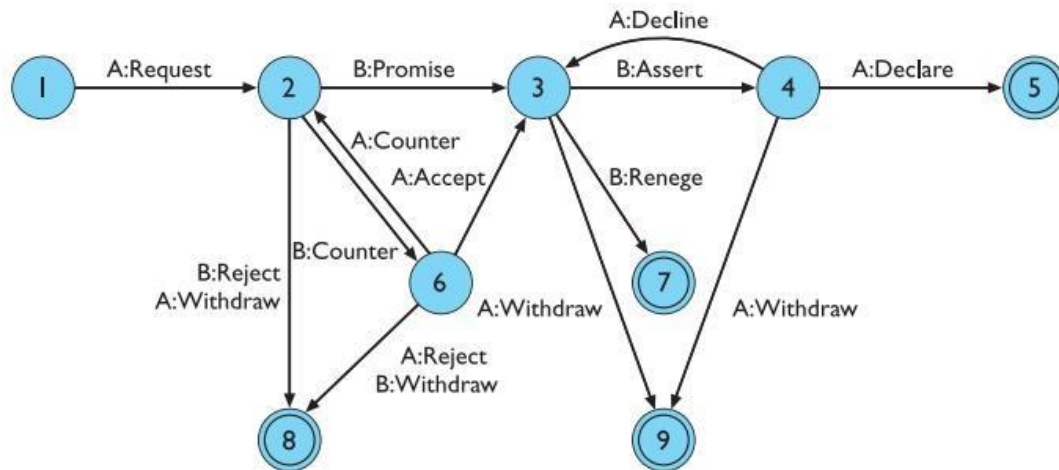 A:Decline
1
A:Request
2
B:Promise
3
B:Assert
4
A:Declare
5
A:Counter
A:Accept
B:Renege
B:Counter
6
7
B:Reject
A:Withdraw
A:Withdraw
A:Withdraw
A:Reject
B:Withdraw
8
9